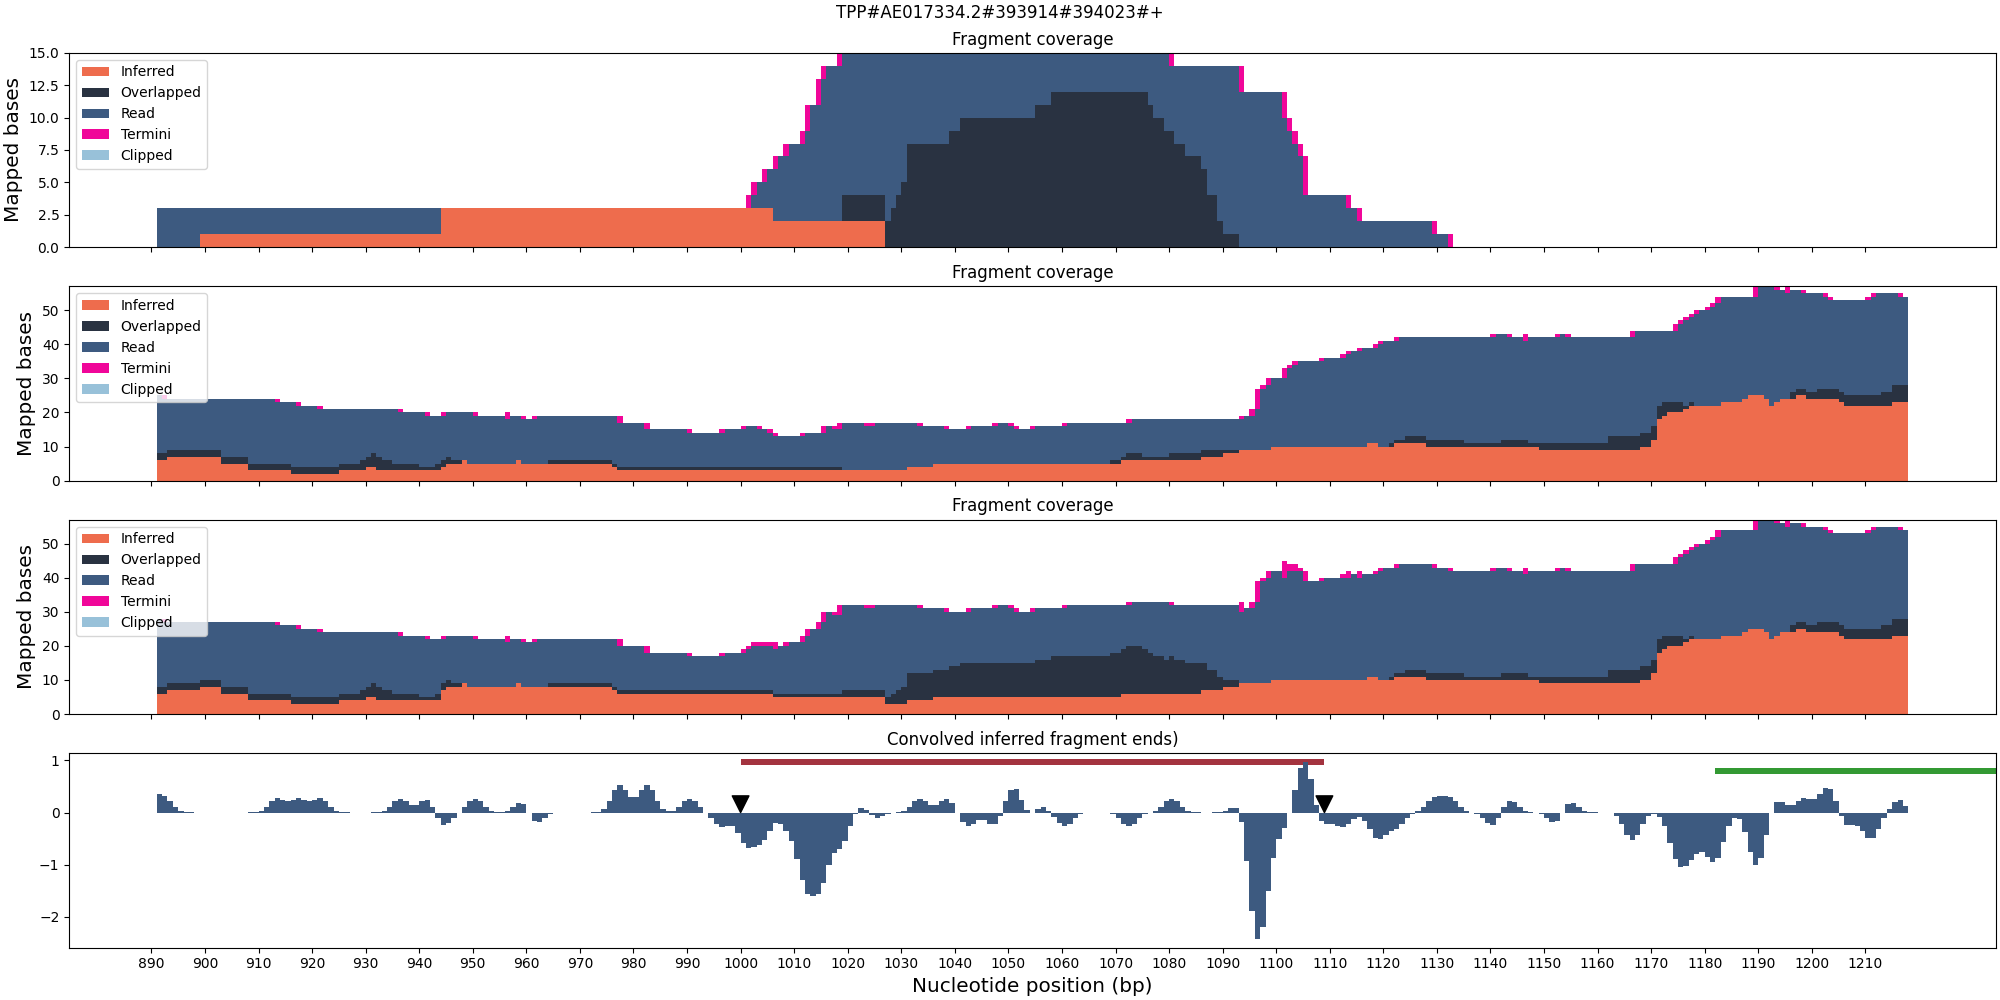 TPP#AE017334.2#393914#394023#+
Fragment coverage
15.0
12.5
10.0
7.5
5.0
2.5
0.0
Mapped bases
Inferred
Overlapped
Read
Termini
Clipped
Fragment coverage
50
40
30
20
10
0
Mapped bases
Inferred
Overlapped
Read
Termini
Clipped
Fragment coverage
50
40
30
20
10
0
Mapped bases
Inferred
Overlapped
Read
Termini
Clipped
Convolved inferred fragment ends)
1
0
−1
−2
890 900 910 920 930 940 950 960 970 980 990 1000 1010 1020 1030 1040 1050 1060 1070 1080 1090 1100 1110 1120 1130 1140 1150 1160 1170 1180 1190 1200 1210
Nucleotide position (bp)